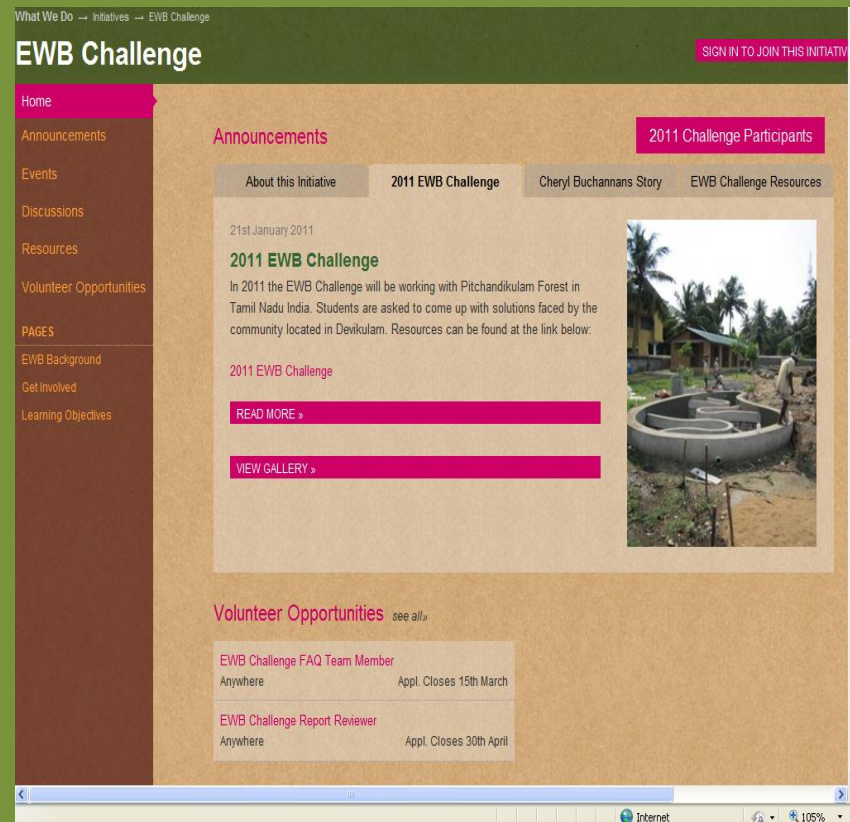 What We Do → Initiatives → EWB Challenge
EWB Challenge
SIGN IN TO JOIN THIS INITIATIV
Home
Announcements
Events
Discussions
Resources
Volunteer Opportunities
PAGES
EWB Background
Get Involved
Learning Objectives
Announcements
2011 Challenge Participants
About this Initiative
2011 EWB Challenge
Cheryl Buchannans Story
EWB Challenge Resources
21st January 2011
2011 EWB Challenge
In 2011 the EWB Challenge will be working with Pitchandikulam Forest in
Tamil Nadu India. Students are asked to come up with solutions faced by the
community located in Devikulam. Resources can be found at the link below:
2011 EWB Challenge
READ MORE »
VIEW GALLERY »
Volunteer Opportunities see all»
EWB Challenge FAQ Team Member
Anywhere Appl. Closes 15th March
EWB Challenge Report Reviewer
Anywhere Appl. Closes 30th April
Internet 105%